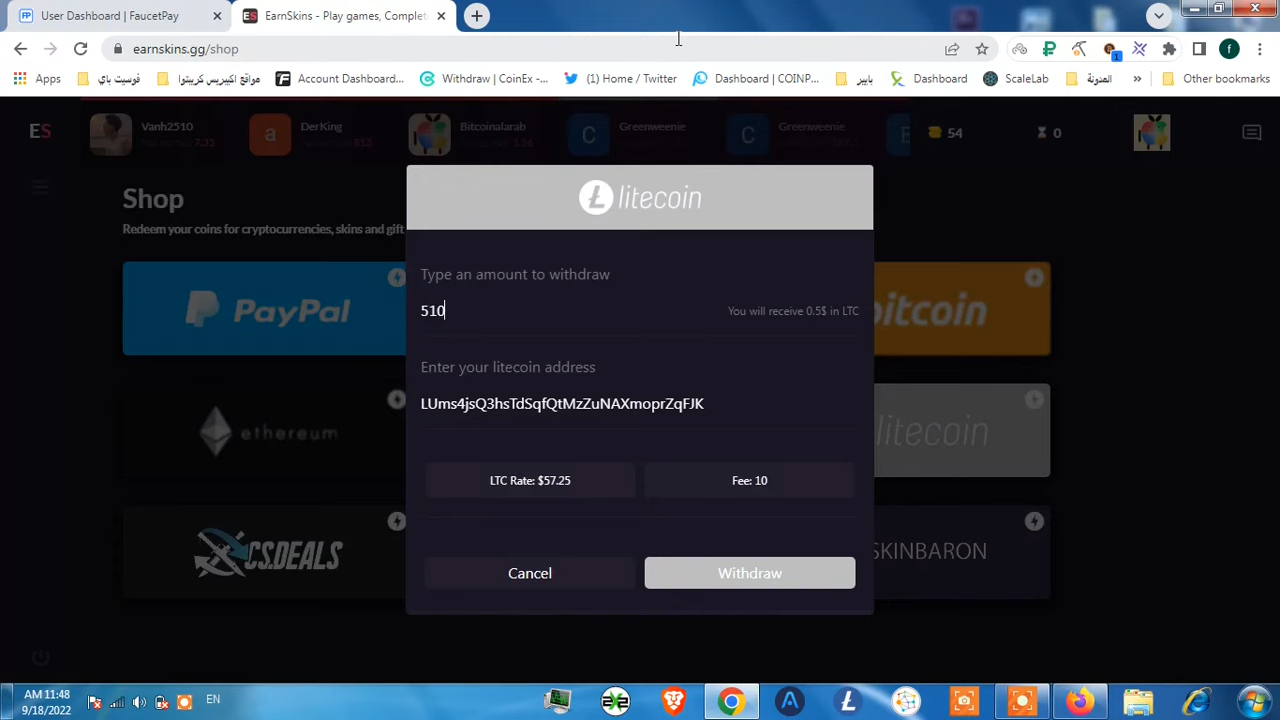 User Dashboard | FaucetPay
ES EarnSkins - Play games, Complet
earnskins.gg/shop
Apps فوسيت باي مواقع اكبيريس كريبتوا Account Dashboard... Withdraw | CoinEx -... (1) Home / Twitter Dashboard | COINP... بايير Dashboard ScaleLab المدونة » Other bookmarks
ES Vanh2510 a DerKing Bitcoinalarab C Greenweenie C Greenweenie 54 0
Shop
Redeem your coins for cryptocurrencies, skins and gift
PayPal
bitcoin
ethereum
litecoin
CS.DEALS
SKINBARON
litecoin
Type an amount to withdraw
510 You will receive 0.5$ in LTC
Enter your litecoin address
LUms4jsQ3hsTdSqfQtMzZuNAXmoprZqFJK
LTC Rate: $57.25 Fee: 10
Cancel Withdraw
AM 11:48
9/18/2022
EN